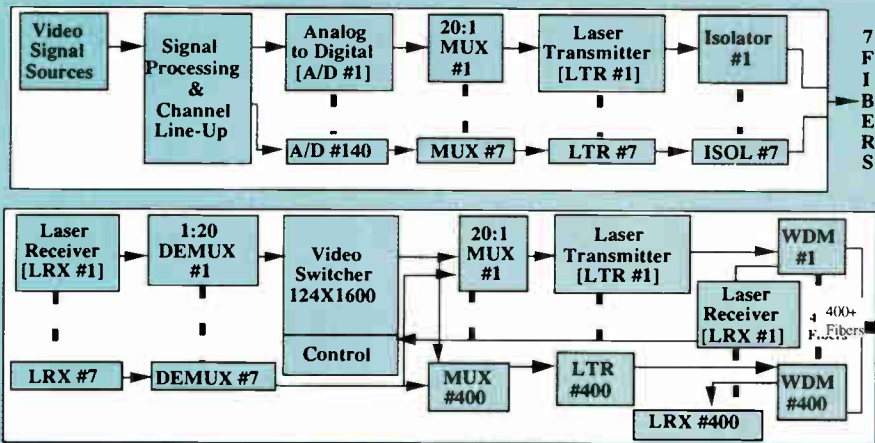 Video
Signal
Sources
Signal
Processing
&
Channel
Line-Up
Analog
to Digital
[A/D #1]
20:1
MUX
#1
Laser
Transmitter
[LTR #1]
Isolator
#1
7
F
I
B
E
R
S
A/D #140
MUX #7
LTR #7
ISOL #7
Laser
Receiver
[LRX #1]
1:20
DEMUX
#1
Video
Switcher
124X1600
Control
20:1
MUX
#1
Laser
Transmitter
[LTR #1]
WDM
#1
Laser
Receiver
[LRX #1]
400+
Fibers
LRX #7
DEMUX #7
MUX
#400
LTR
#400
WDM
#400
LRX #400